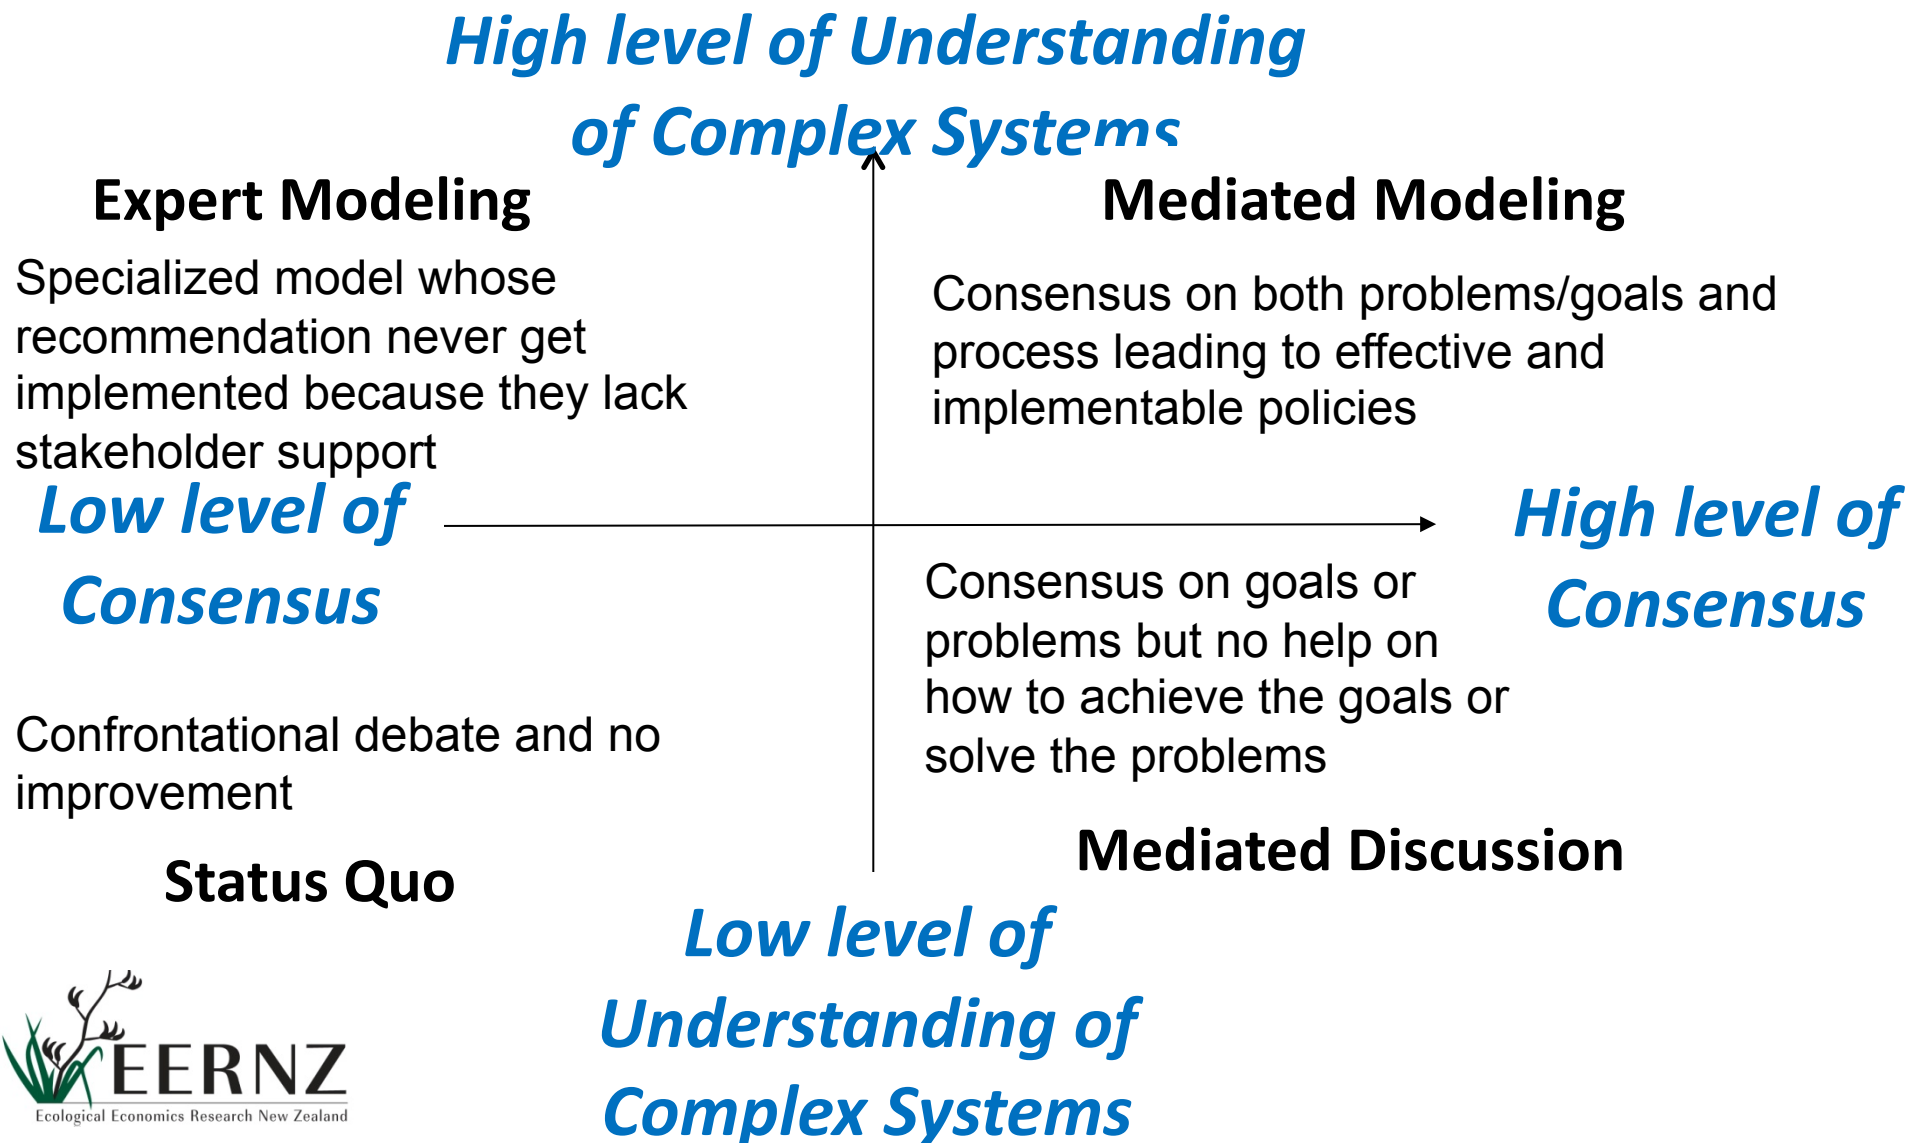 High level of Understanding
of Complex Systems
Expert Modeling
Specialized model whose
recommendation never get
implemented because they lack
stakeholder support
Mediated Modeling
Consensus on both problems/goals and
process leading to effective and
implementable policies
Low level of
Consensus
High level of
Consensus
Confrontational debate and no
improvement
Status Quo
Consensus on goals or
problems but no help on
how to achieve the goals or
solve the problems
Mediated Discussion
Low level of
Understanding of
Complex Systems
EERNZ
Ecological Economics Research New Zealand